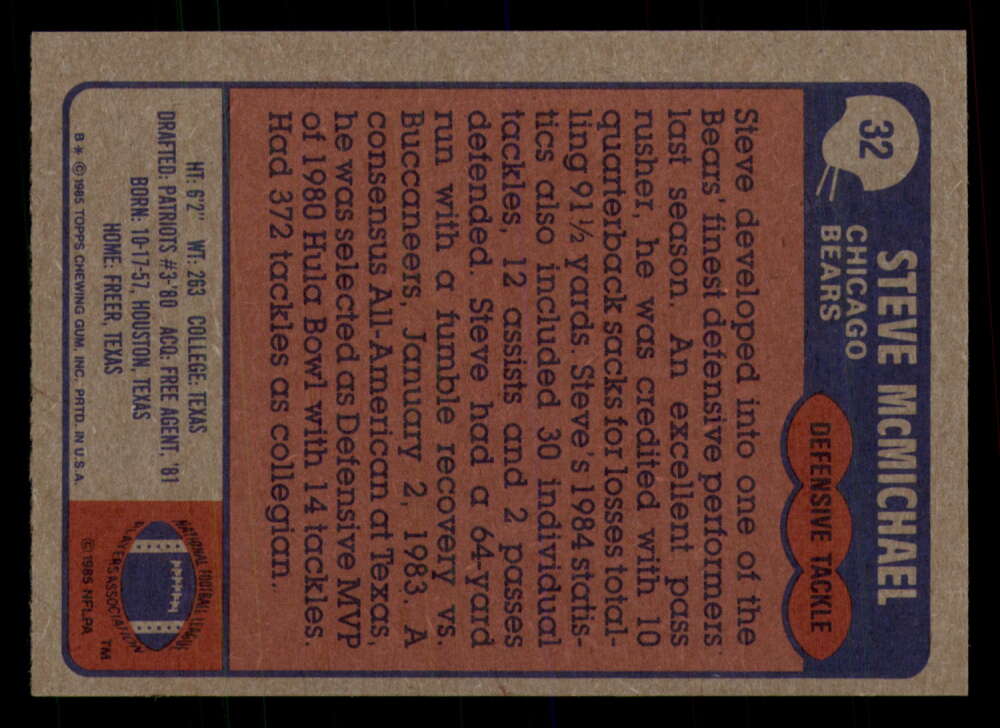 32
STEVE McMICHAEL
CHICAGO
BEARS
DEFENSIVE TACKLE
Steve developed into one of the
Bears' finest defensive performers
last season. An excellent pass
rusher, he was credited with 10
quarterback sacks for losses total-
ling 91½ yards. Steve's 1984 statis-
tics also included 30 individual
tackles, 12 assists and 2 passes
defended. Steve had a 64-yard
run with a fumble recovery vs.
Buccaneers, January 2, 1983. A
consensus All-American at Texas,
he was selected as Defensive MVP
of 1980 Hula Bowl with 14 tackles.
Had 372 tackles as collegian.
HT: 6'2" WT: 263 COLLEGE: TEXAS
DRAFTED: PATRIOTS #3-'80 ACQ: FREE AGENT, '81
BORN: 10-17-57, HOUSTON, TEXAS
HOME: FREER, TEXAS
B* © 1985 TOPPS CHEWING GUM, INC. PRTD. IN U.S.A.
NATIONAL FOOTBALL LEAGUE
PLAYERS ASSOCIATION
© 1985 NFLPA
TM